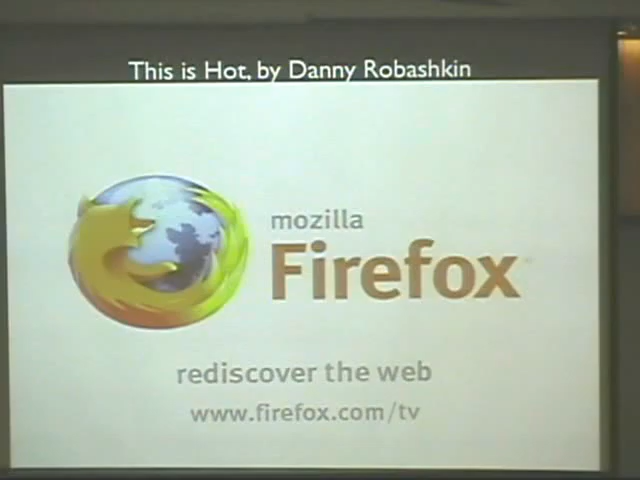 This is Hot, by Danny Robashkin
mozilla
Firefox
rediscover the web
www.firefox.com/tv